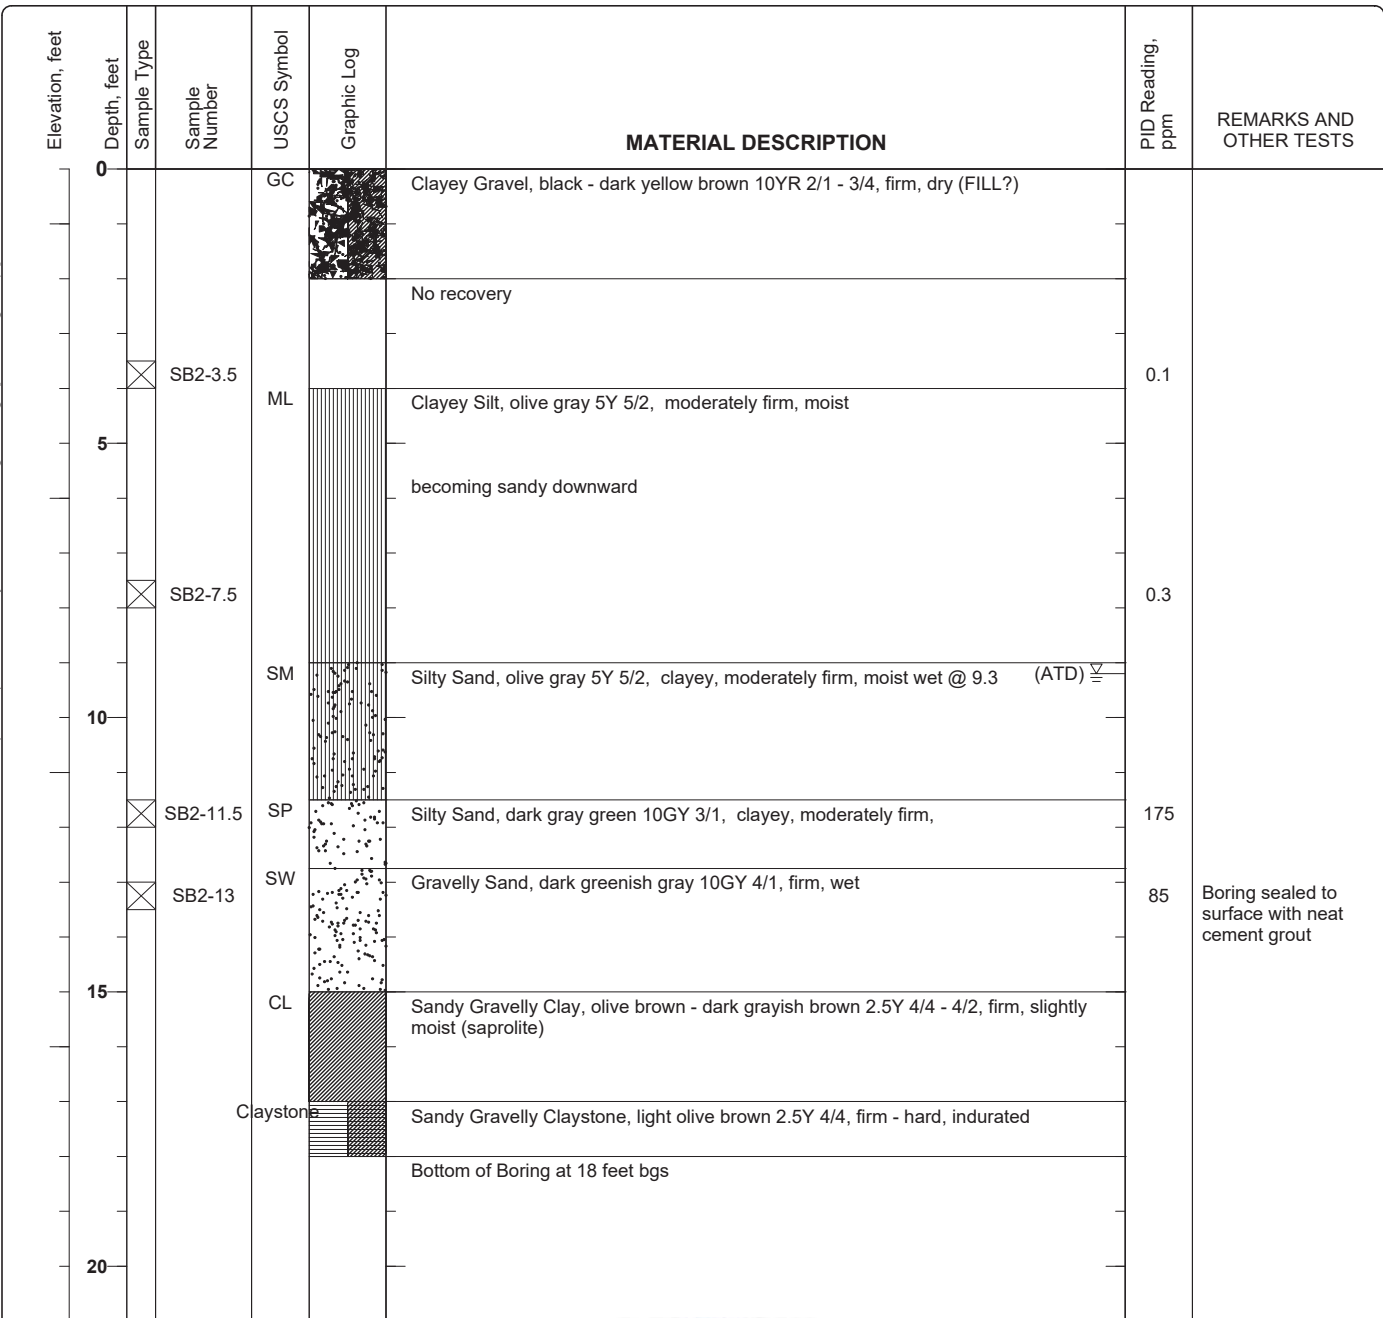 Elevation, feet
Depth, feet
Sample Type
Sample
Number
USCS Symbol
Graphic Log
MATERIAL DESCRIPTION
PID Reading,
ppm
REMARKS AND
OTHER TESTS
0
GC
Clayey Gravel, black - dark yellow brown 10YR 2/1 - 3/4, firm, dry (FILL?)
No recovery
SB2-3.5
0.1
ML
Clayey Silt, olive gray 5Y 5/2, moderately firm, moist
5
becoming sandy downward
SB2-7.5
0.3
SM
Silty Sand, olive gray 5Y 5/2, clayey, moderately firm, moist wet @ 9.3
(ATD)
10
SB2-11.5
SP
Silty Sand, dark gray green 10GY 3/1, clayey, moderately firm,
175
SW
Gravelly Sand, dark greenish gray 10GY 4/1, firm, wet
SB2-13
85
Boring sealed to
surface with neat
cement grout
15
CL
Sandy Gravelly Clay, olive brown - dark grayish brown 2.5Y 4/4 - 4/2, firm, slightly
moist (saprolite)
Claystone
Sandy Gravelly Claystone, light olive brown 2.5Y 4/4, firm - hard, indurated
Bottom of Boring at 18 feet bgs
20